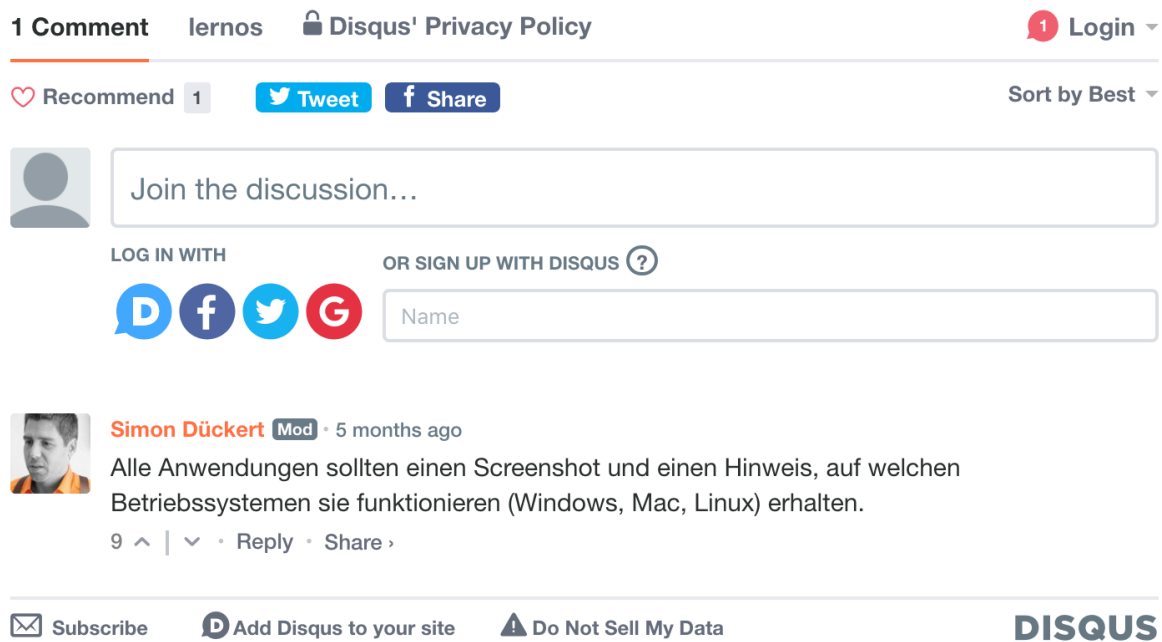 1 Comment lernos Disqus' Privacy Policy 1 Login
Recommend 1 Tweet f Share Sort by Best
Join the discussion…
LOG IN WITH
OR SIGN UP WITH DISQUS ?
D f G Name
Simon Dückert Mod • 5 months ago
Alle Anwendungen sollten einen Screenshot und einen Hinweis, auf welchen
Betriebssystemen sie funktionieren (Windows, Mac, Linux) erhalten.
9 | • Reply • Share ›
Subscribe D Add Disqus to your site Do Not Sell My Data DISQUS